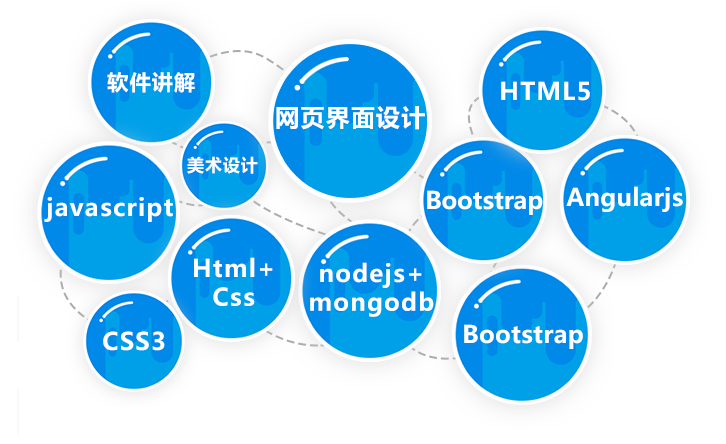 软件讲解
网页界面设计
HTML5
美术设计
javascript
Bootstrap
Angularjs
Html+
Css
nodejs+
mongodb
CSS3
Bootstrap